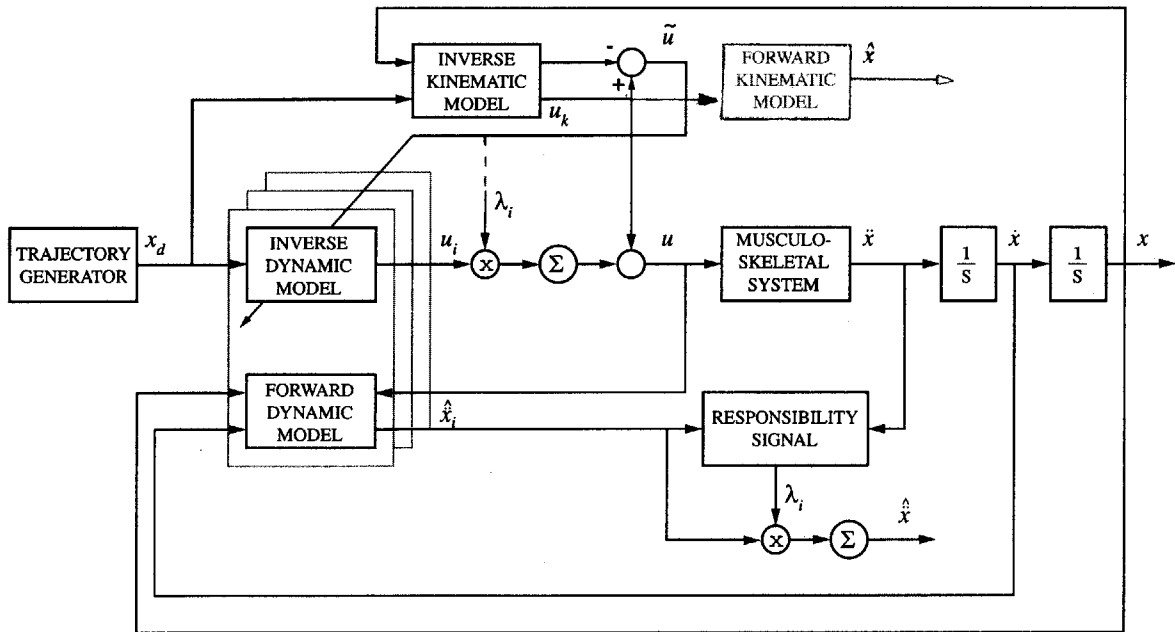 - ũ x̂
INVERSE
KINEMATIC
MODEL
+
FORWARD
KINEMATIC
MODEL
u_k
λ_i
TRAJECTORY
GENERATOR
x_d
INVERSE
DYNAMIC
MODEL
u_i
x
Σ
u
MUSCULO-
SKELETAL
SYSTEM
ẍ
1
S
ẋ
1
S
x
FORWARD
DYNAMIC
MODEL
ẍ̂_i
RESPONSIBILITY
SIGNAL
λ_i
x
Σ
ẍ̂